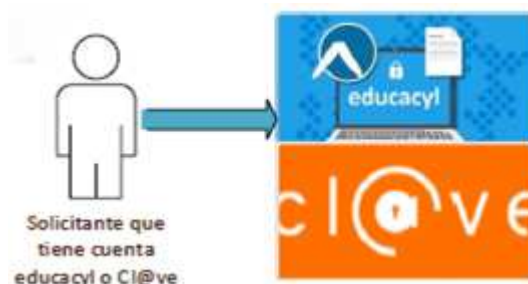 educacyl
cl@ve
Solicitante que
tiene cuenta
educacyl o Cl@ve